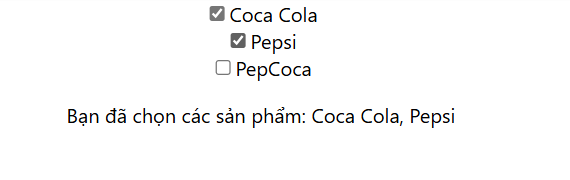 Coca Cola
Pepsi
PepCoca
Bạn đã chọn các sản phẩm: Coca Cola, Pepsi